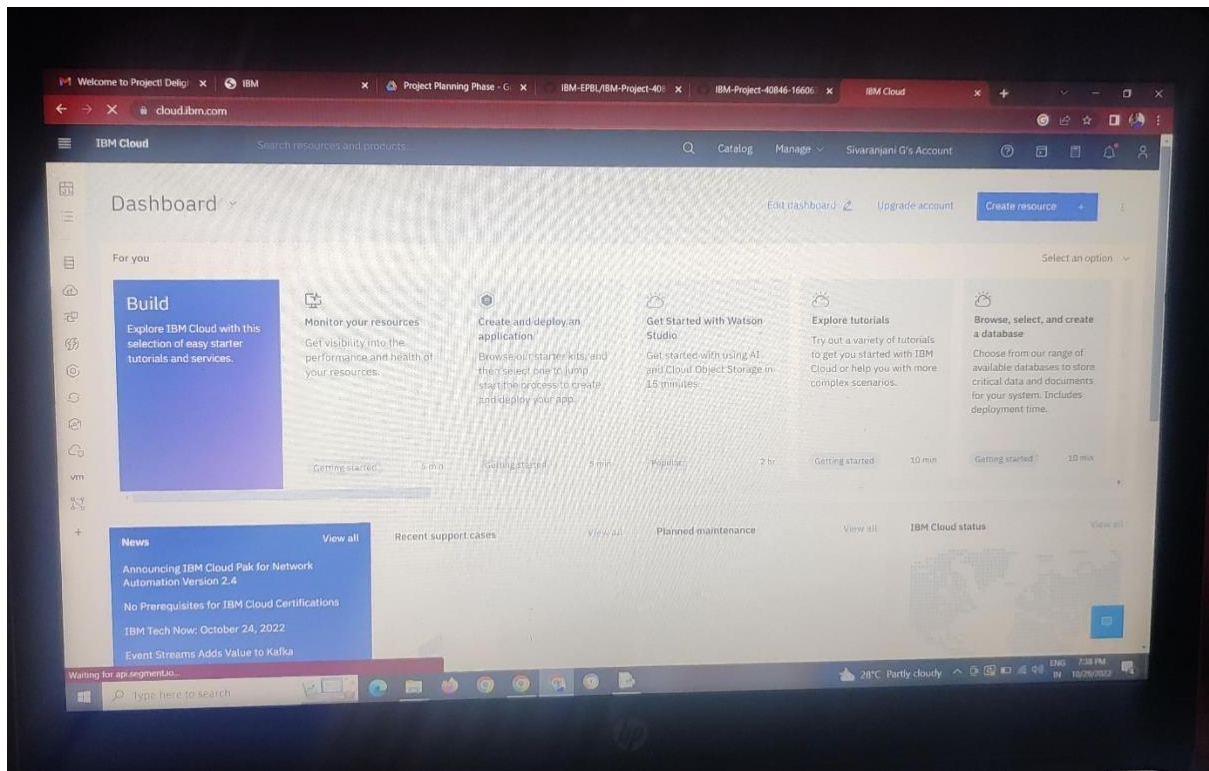 Welcome to Project! Delig
IBM
Project Planning Phase - G
IBM-EPBL/IBM-Project-408
IBM-Project-40846-16606
IBM Cloud
cloud.ibm.com
IBM Cloud
Search resources and products...
Catalog
Manage
Sivaranjani G's Account
Dashboard
Edit dashboard
Upgrade account
Create resource +
For you
Select an option
Build
Explore IBM Cloud with this
selection of easy starter
tutorials and services.
Monitor your resources
Get visibility into the
performance and health of
your resources.
Getting started
5 min
Create and deploy an
application
Browse our starter kits, and
then select one to jump
start the process to create
and deploy your app.
Getting started
5 min
Get Started with Watson
Studio
Get started with using AI
and Cloud Object Storage in
15 minutes.
Popular
2 hr
Explore tutorials
Try out a variety of tutorials
to get you started with IBM
Cloud or help you with more
complex scenarios.
Getting started
10 min
Browse, select, and create
a database
Choose from our range of
available databases to store
critical data and documents
for your system. Includes
deployment time.
Getting started
10 min
vm
News
View all
Announcing IBM Cloud Pak for Network
Automation Version 2.4
No Prerequisites for IBM Cloud Certifications
IBM Tech Now: October 24, 2022
Event Streams Adds Value to Kafka
Recent support cases
View all
Planned maintenance
View all
IBM Cloud status
View all
Waiting for api.segment.io...
Type here to search
28°C Partly cloudy
ENG
IN
7:38 PM
10/29/2022
hp